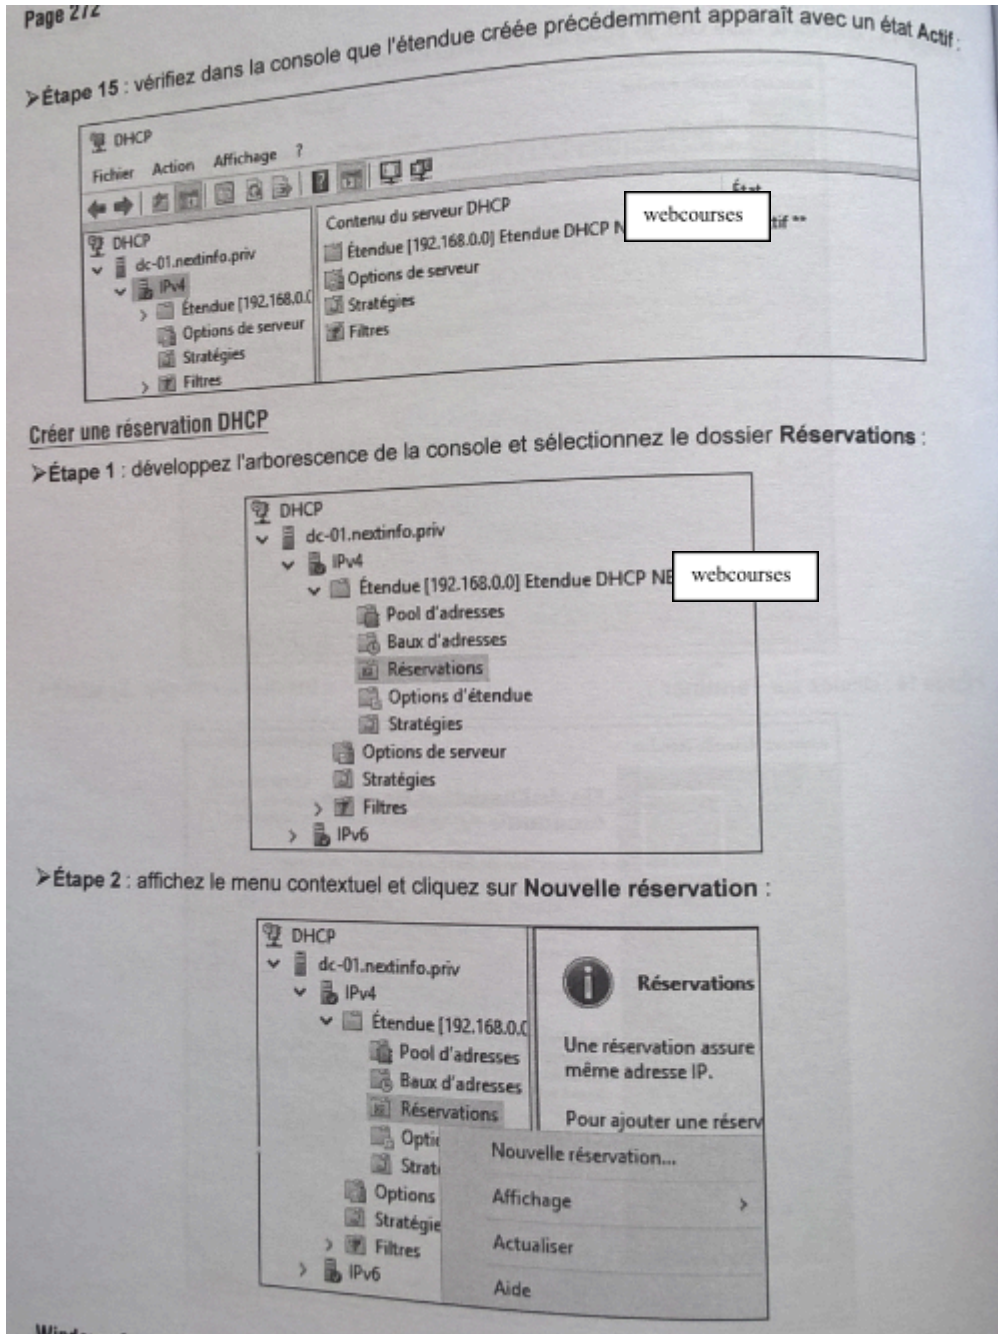 Page 272
➤Étape 15 : vérifiez dans la console que l'étendue créée précédemment apparaît avec un état Actif :
DHCP
Fichier Action Affichage ?
DHCP
dc-01.nextinfo.priv
IPv4
Étendue [192.168.0.0
Options de serveur
Stratégies
Filtres
Contenu du serveur DHCP
État
Étendue [192.168.0.0] Etendue DHCP N
webcourses
tif **
Options de serveur
Stratégies
Filtres
Créer une réservation DHCP
➤Étape 1 : développez l'arborescence de la console et sélectionnez le dossier Réservations :
DHCP
dc-01.nextinfo.priv
IPv4
Étendue [192.168.0.0] Etendue DHCP NE
webcourses
Pool d'adresses
Baux d'adresses
Réservations
Options d'étendue
Stratégies
Options de serveur
Stratégies
Filtres
IPv6
➤Étape 2 : affichez le menu contextuel et cliquez sur Nouvelle réservation :
DHCP
dc-01.nextinfo.priv
IPv4
Étendue [192.168.0.0
Pool d'adresses
Baux d'adresses
Réservations
Optio
Straté
Options
Stratégie
Filtres
IPv6
Réservations
Une réservation assure
même adresse IP.
Pour ajouter une réserv
Nouvelle réservation...
Affichage >
Actualiser
Aide